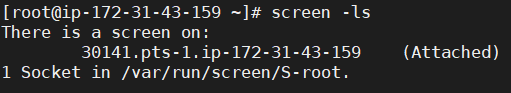 [root@ip-172-31-43-159 ~]# screen -ls
There is a screen on:
        30141.pts-1.ip-172-31-43-159    (Attached)
1 Socket in /var/run/screen/S-root.